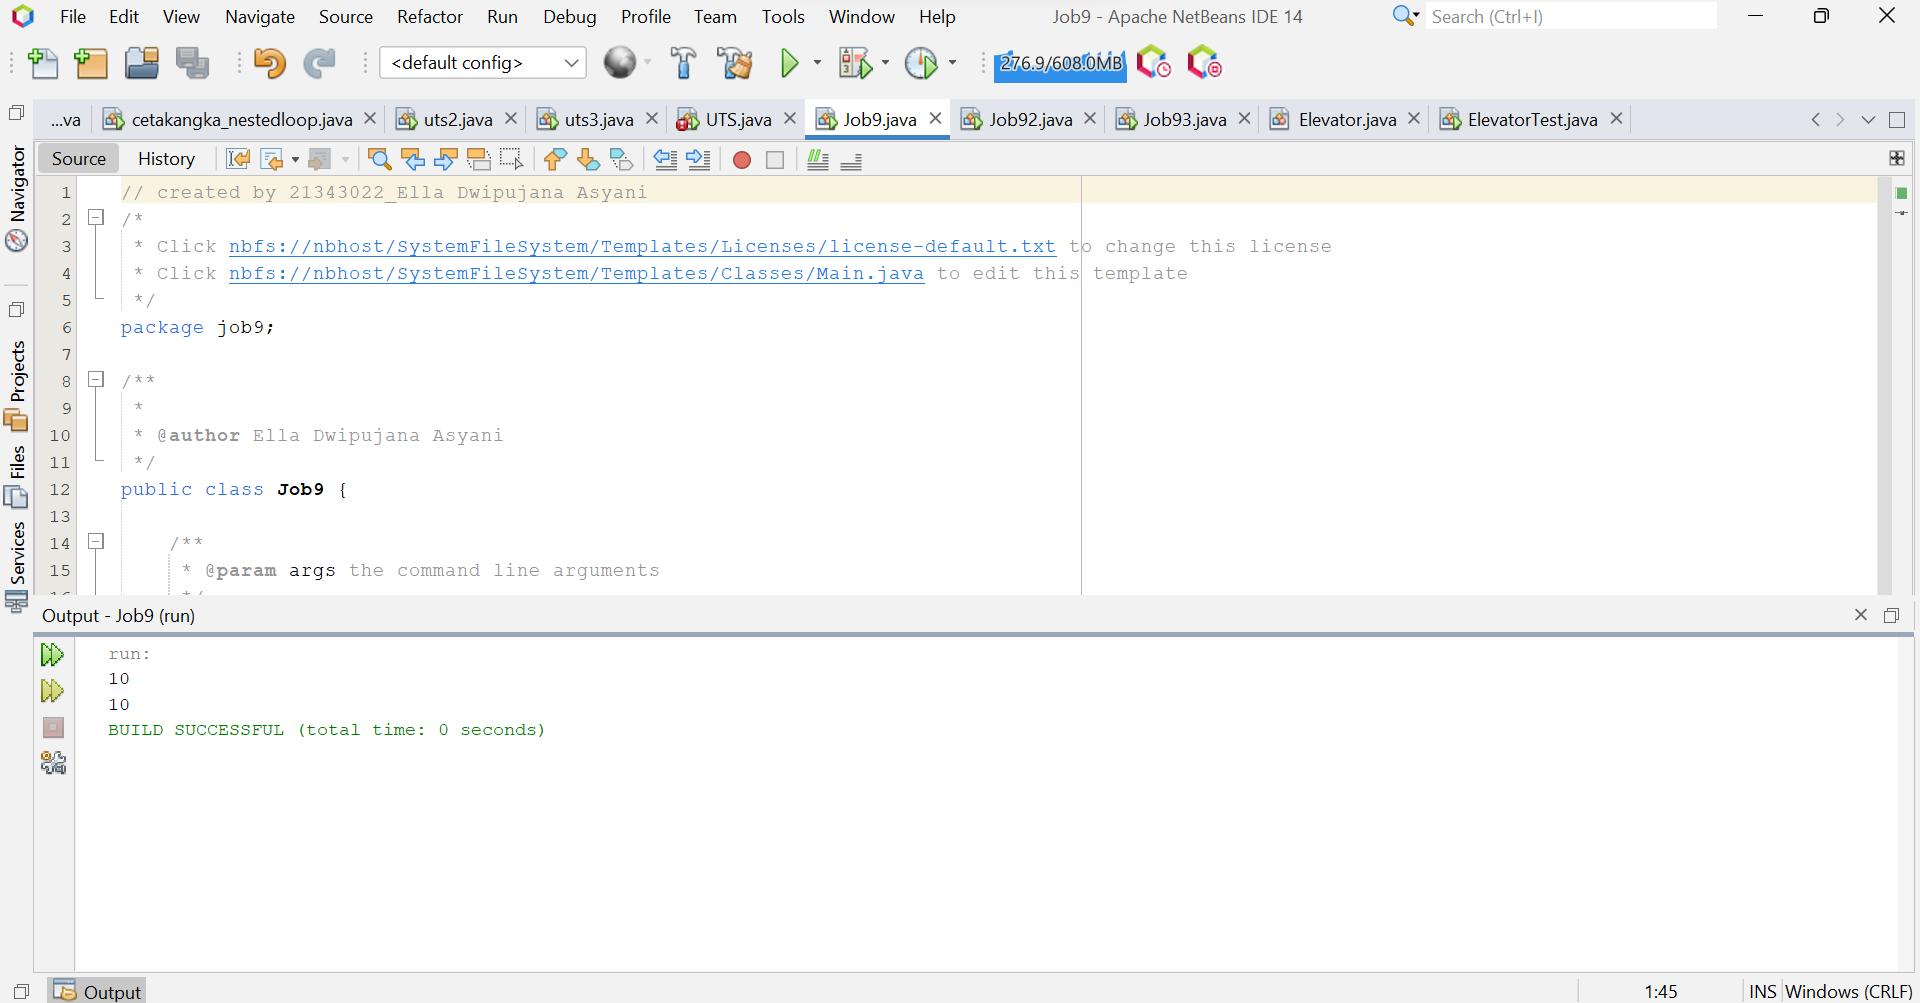 File Edit View Navigate Source Refactor Run Debug Profile Team Tools Window Help Job9 - Apache NetBeans IDE 14 Search (Ctrl+I)
<default config> 276.9/608.0MB
...va cetakangka_nestedloop.java uts2.java uts3.java UTS.java Job9.java Job92.java Job93.java Elevator.java ElevatorTest.java
Source History
Navigator
Projects
Files
Services
1 // created by 21343022_Ella Dwipujana Asyani
2 /*
3 * Click nbfs://nbhost/SystemFileSystem/Templates/Licenses/license-default.txt to change this license
4 * Click nbfs://nbhost/SystemFileSystem/Templates/Classes/Main.java to edit this template
5 */
6 package job9;
7
8 /**
9 *
10 * @author Ella Dwipujana Asyani
11 */
12 public class Job9 {
13
14 /**
15 * @param args the command line arguments
Output - Job9 (run)
run:
10
10
BUILD SUCCESSFUL (total time: 0 seconds)
Output 1:45 INS Windows (CRLF)